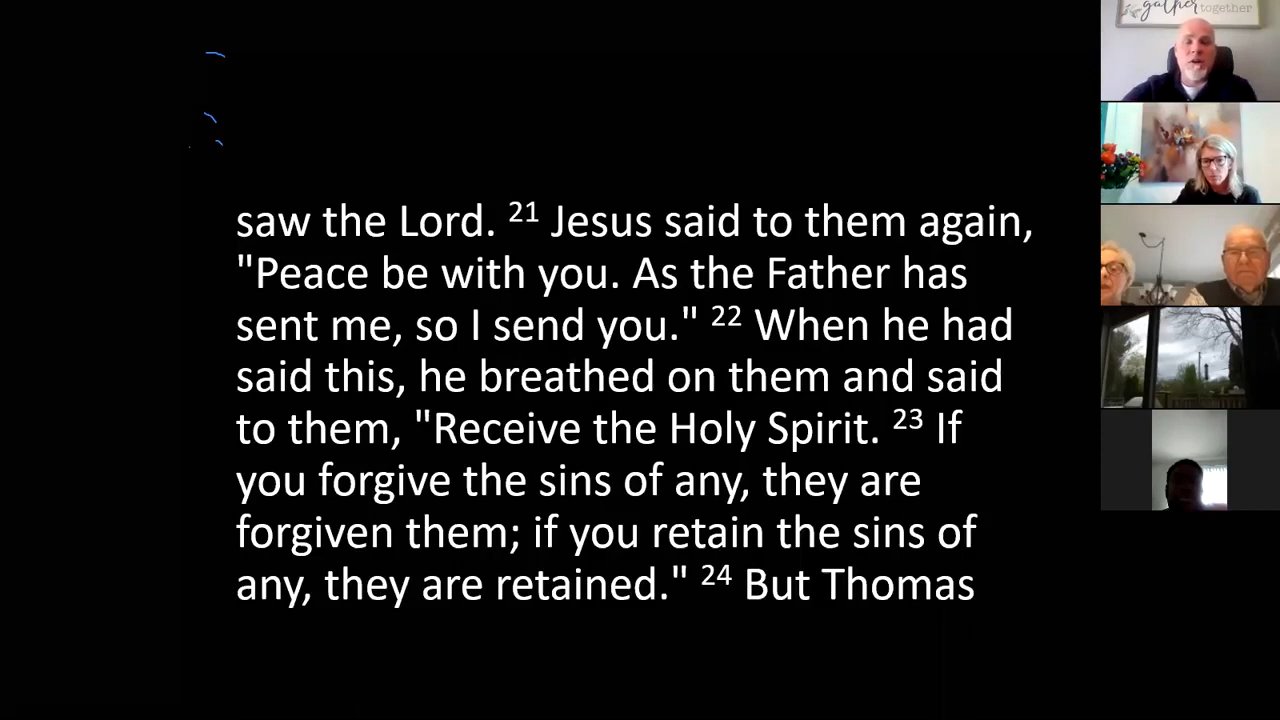 gather together
saw the Lord. 21 Jesus said to them again,
"Peace be with you. As the Father has
sent me, so I send you." 22 When he had
said this, he breathed on them and said
to them, "Receive the Holy Spirit. 23 If
you forgive the sins of any, they are
forgiven them; if you retain the sins of
any, they are retained." 24 But Thomas